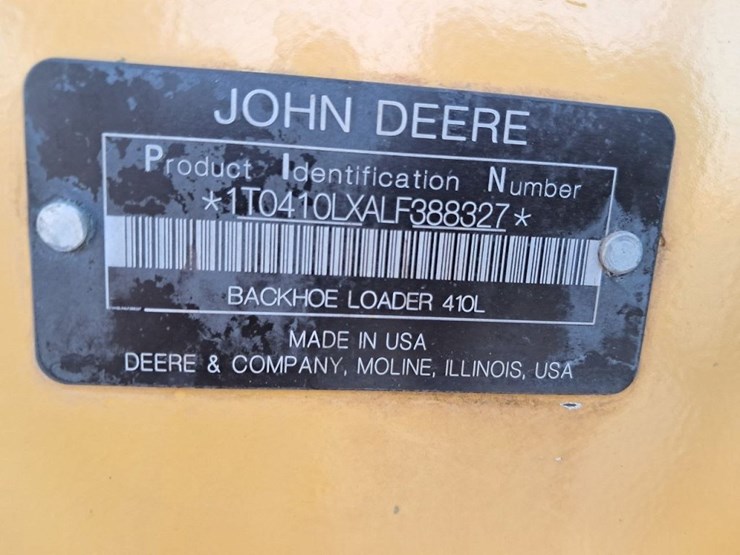 JOHN DEERE
Product Identification Number
*1T0410LXALF388327*
BACKHOE LOADER 410L
MADE IN USA
DEERE & COMPANY, MOLINE, ILLINOIS, USA